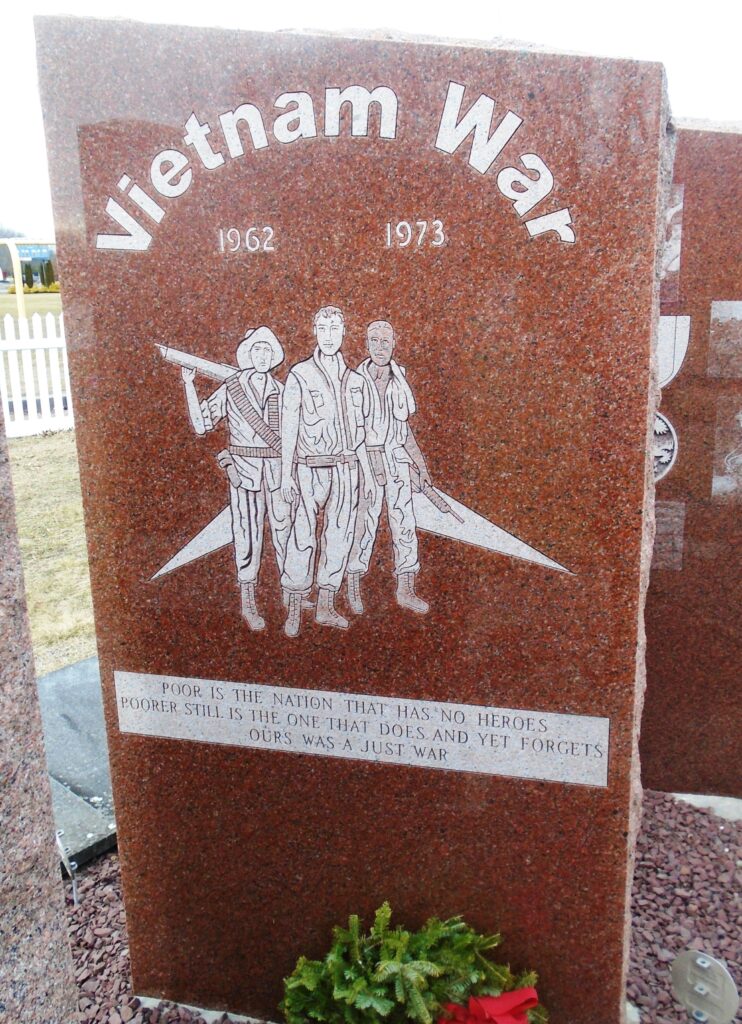 Vietnam War
1962 1973
POOR IS THE NATION THAT HAS NO HEROES
POORER STILL IS THE ONE THAT DOES AND YET FORGETS
OURS WAS A JUST WAR